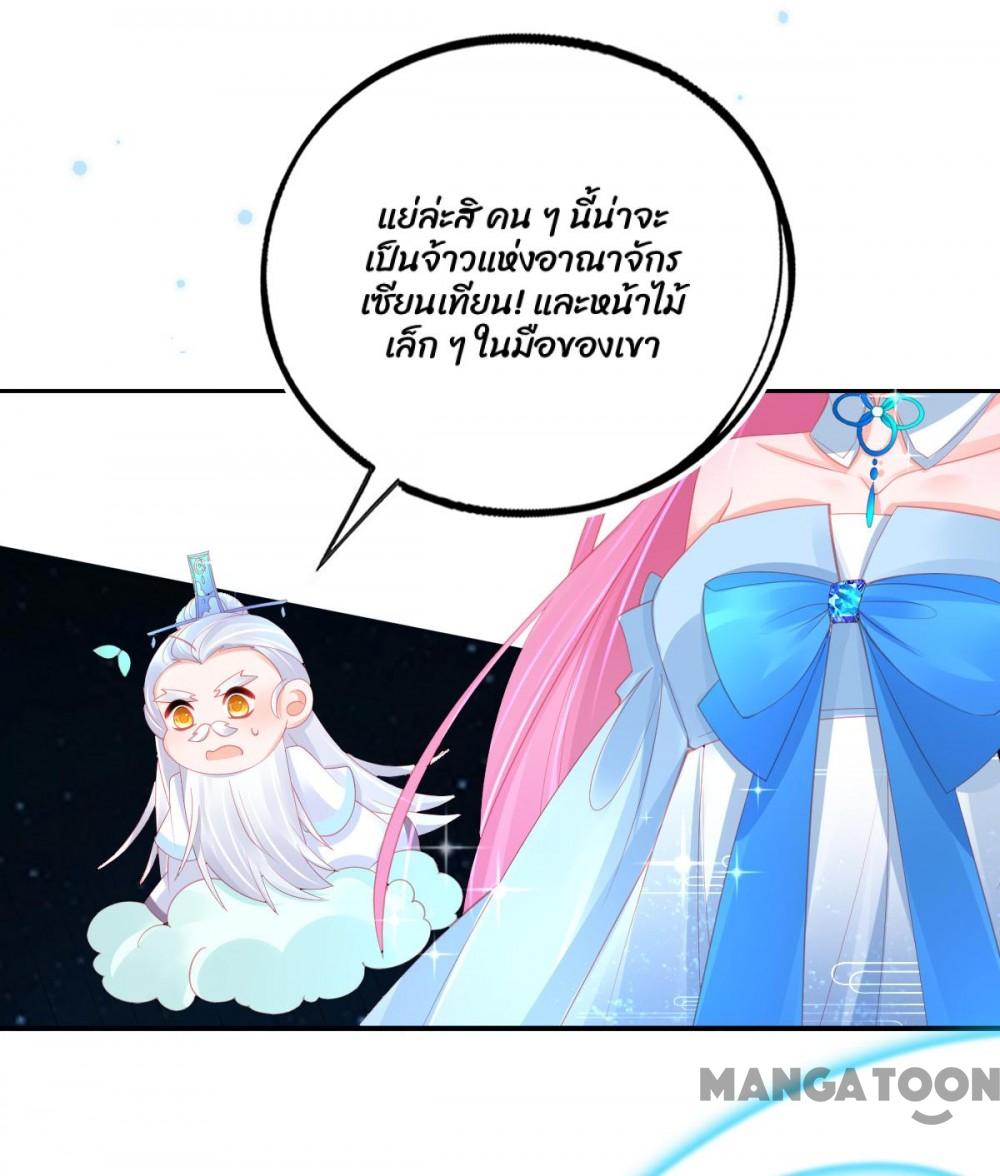 แย่ล่ะสิ คน ๆ นี้น่าจะ
เป็นจ้าวแห่งอาณาจักร
เซียนเทียน! และหน้าไม้
เล็ก ๆ ในมือของเขา
MANGATOON